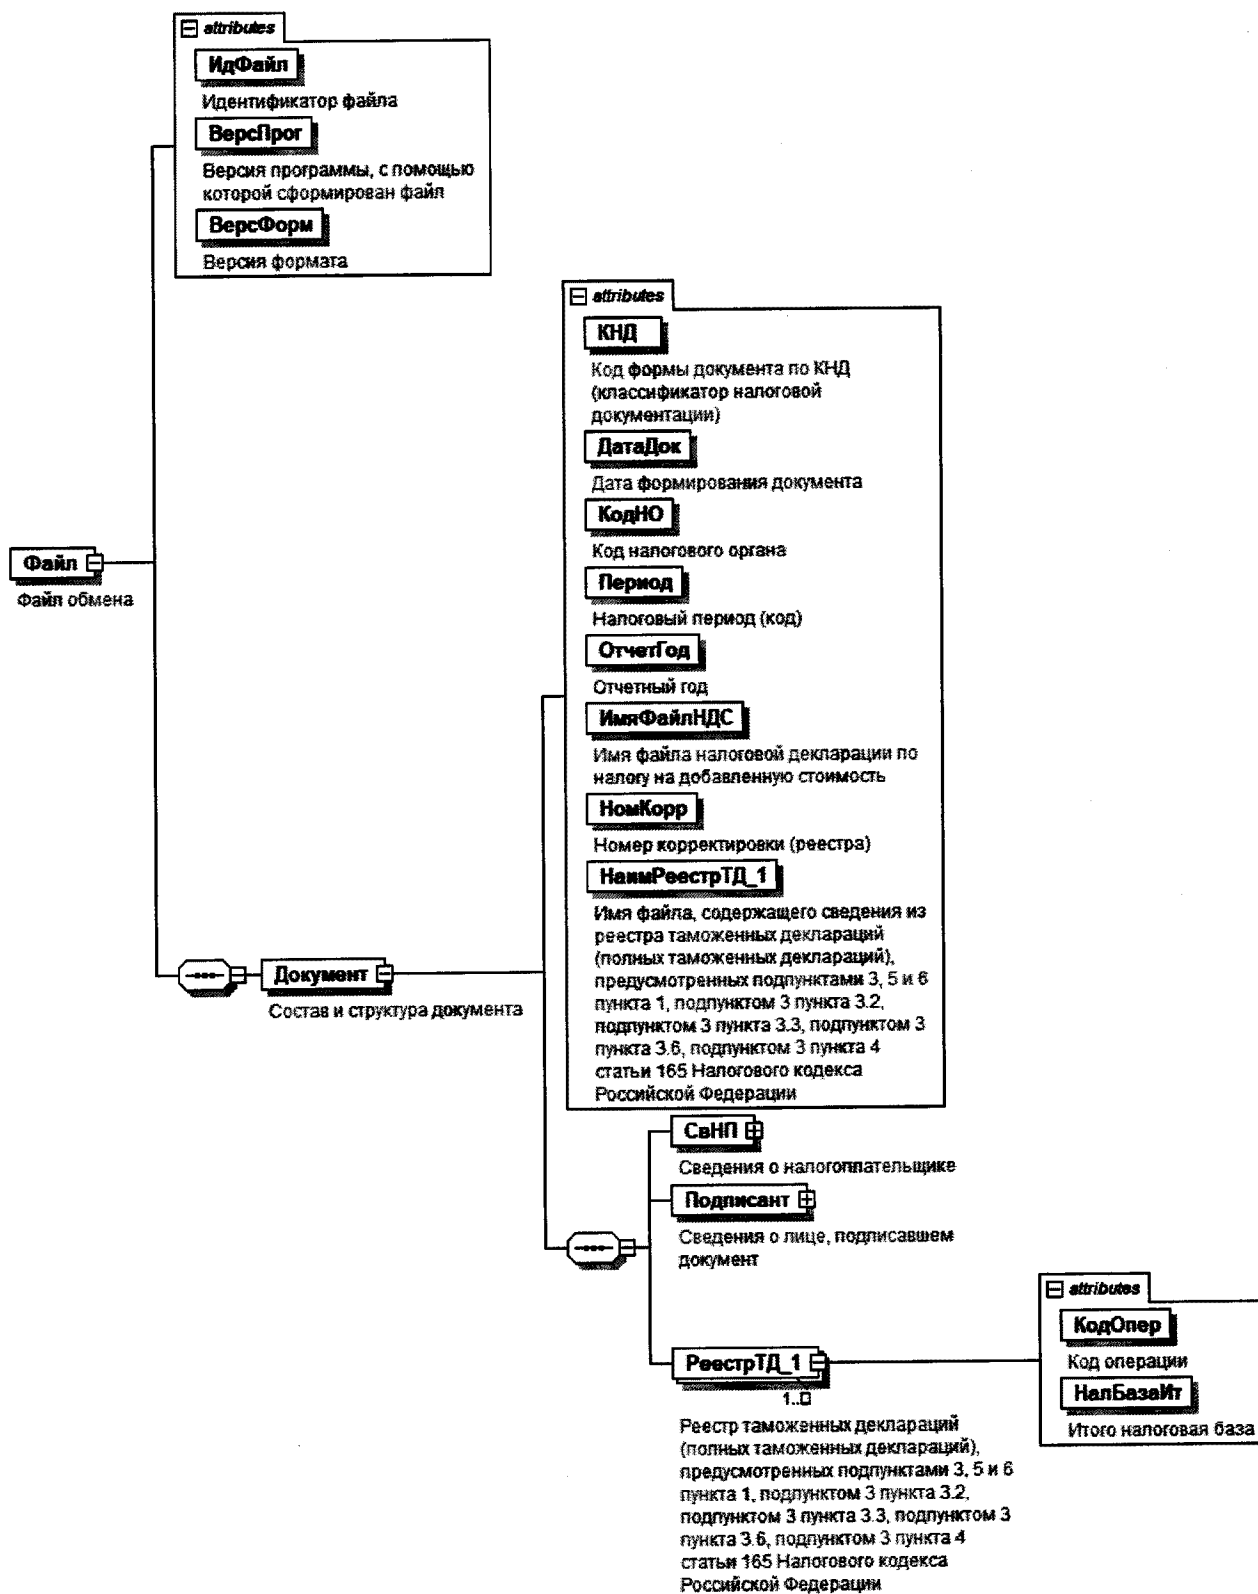 attributes
ИдФайл
Идентификатор файла
ВерсПрог
Версия программы, с помощью
которой сформирован файл
ВерсФорм
Версия формата
attributes
КНД
Код формы документа по КНД
(классификатор налоговой
документации)
ДатаДок
Дата формирования документа
КодНО
Код налогового органа
Период
Налоговый период (код)
ОтчетГод
Отчетный год
ИмяФайлНДС
Имя файла налоговой декларации по
налогу на добавленную стоимость
НомКорр
Номер корректировки (реестра)
НаимРеестрТД_1
Имя файла, содержащего сведения из
реестра таможенных деклараций
(полных таможенных деклараций),
предусмотренных подпунктами 3, 5 и 6
пункта 1, подпунктом 3 пункта 3.2,
подпунктом 3 пункта 3.3, подпунктом 3
пункта 3.6, подпунктом 3 пункта 4
статьи 165 Налогового кодекса
Российской Федерации
Файл
Файл обмена
Документ
Состав и структура документа
СвНП
Сведения о налогоплательщике
Подписант
Сведения о лице, подписавшем
документ
РеестрТД_1
1..
Реестр таможенных деклараций
(полных таможенных деклараций),
предусмотренных подпунктами 3, 5 и 6
пункта 1, подпунктом 3 пункта 3.2,
подпунктом 3 пункта 3.3, подпунктом 3
пункта 3.6, подпунктом 3 пункта 4
статьи 165 Налогового кодекса
Российской Федерации
attributes
КодОпер
Код операции
НалБазаИт
Итого налоговая база